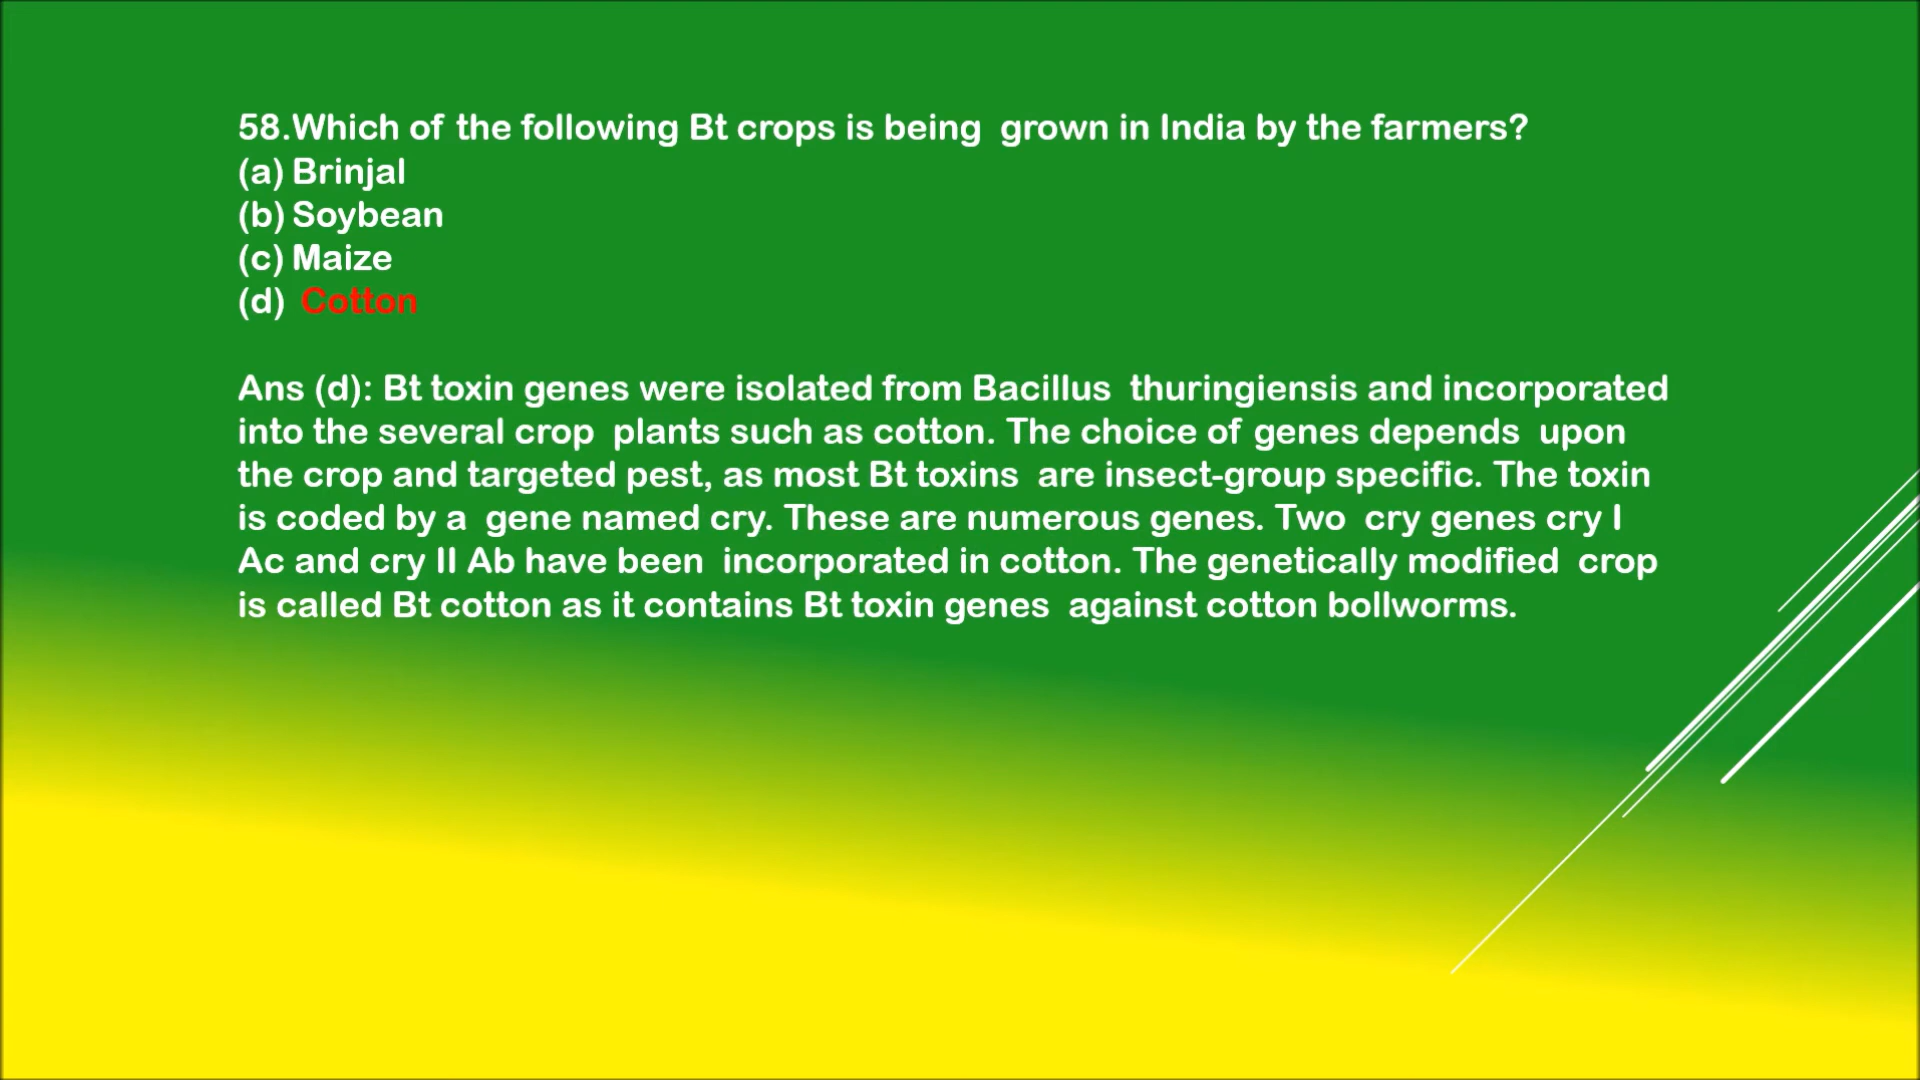 58.Which of the following Bt crops is being grown in India by the farmers?
(a) Brinjal
(b) Soybean
(c) Maize
(d) Cotton
Ans (d): Bt toxin genes were isolated from Bacillus thuringiensis and incorporated
into the several crop plants such as cotton. The choice of genes depends upon
the crop and targeted pest, as most Bt toxins are insect-group specific. The toxin
is coded by a gene named cry. These are numerous genes. Two cry genes cry I
Ac and cry II Ab have been incorporated in cotton. The genetically modified crop
is called Bt cotton as it contains Bt toxin genes against cotton bollworms.